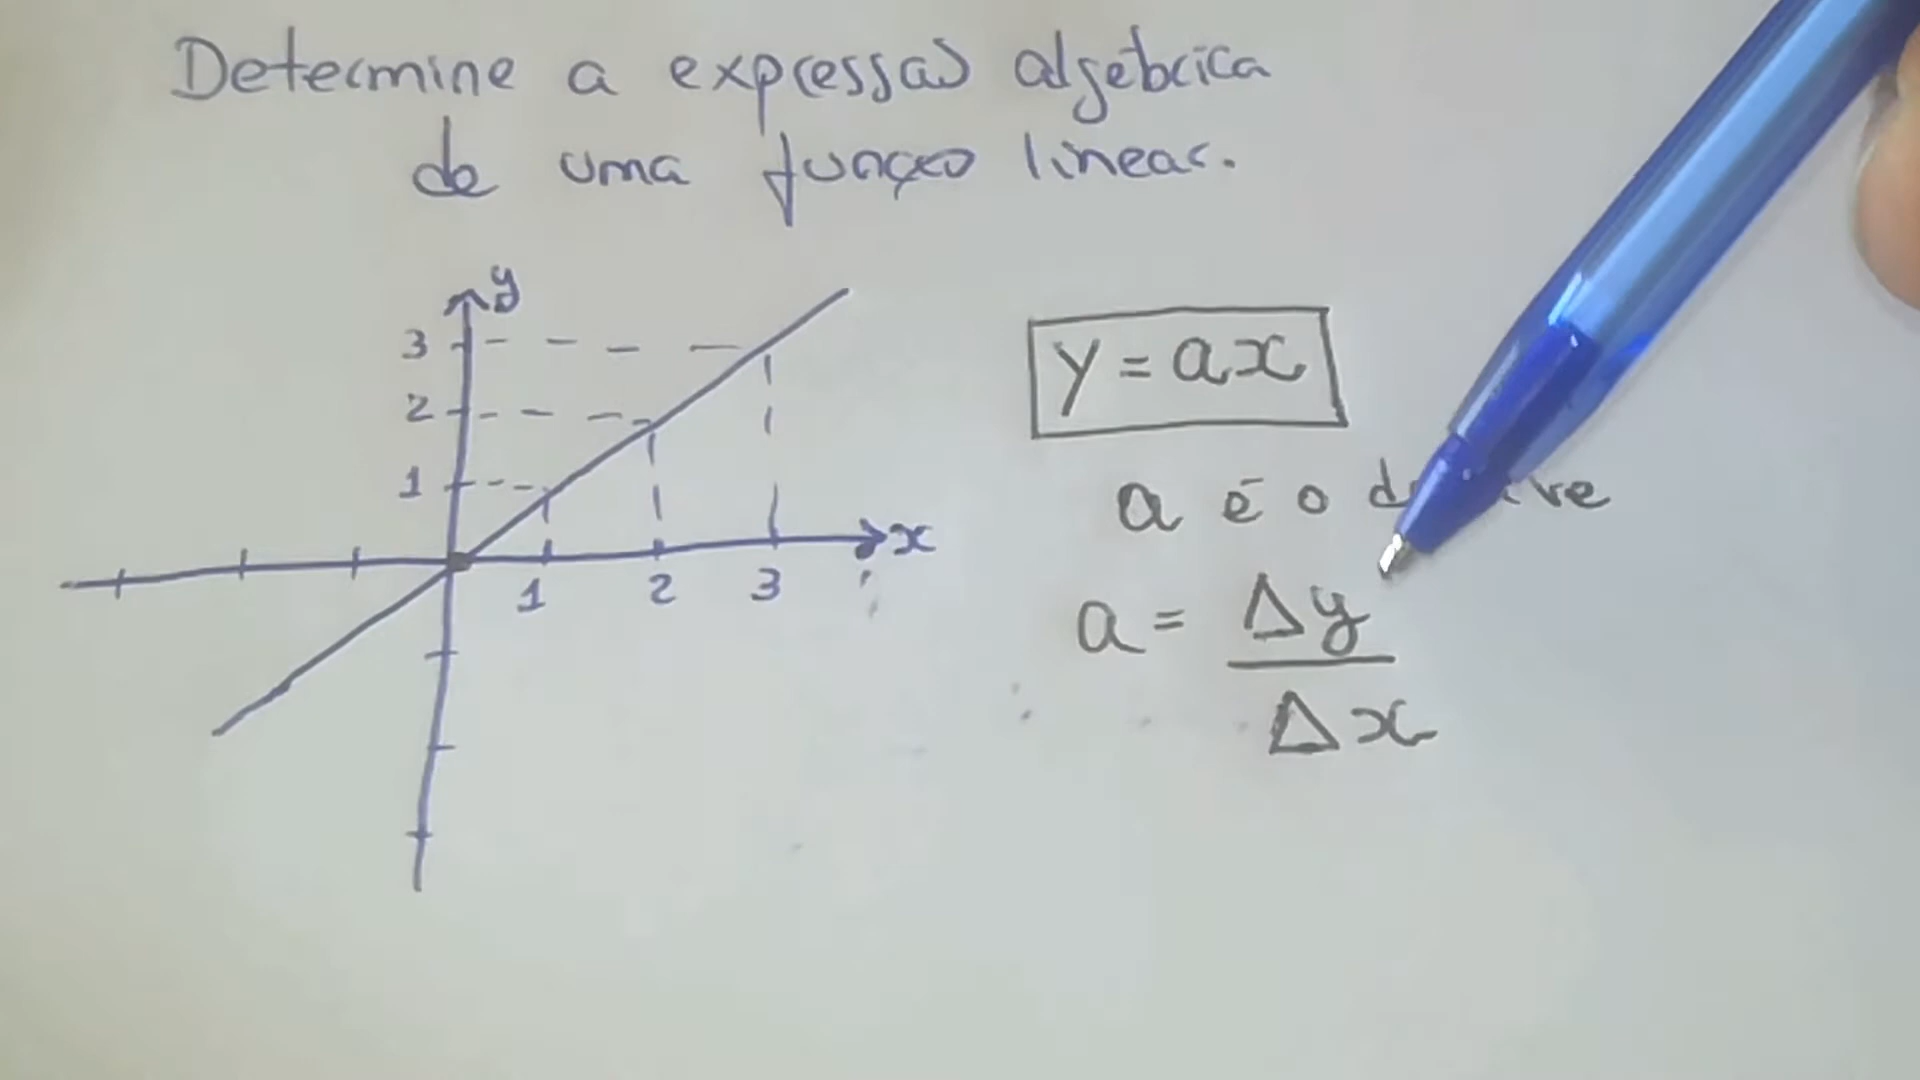 Determine a expressão algébrica
de uma função linear.
y
3
2
1
x
1 2 3
y = ax
a é o
a = Δy
Δx